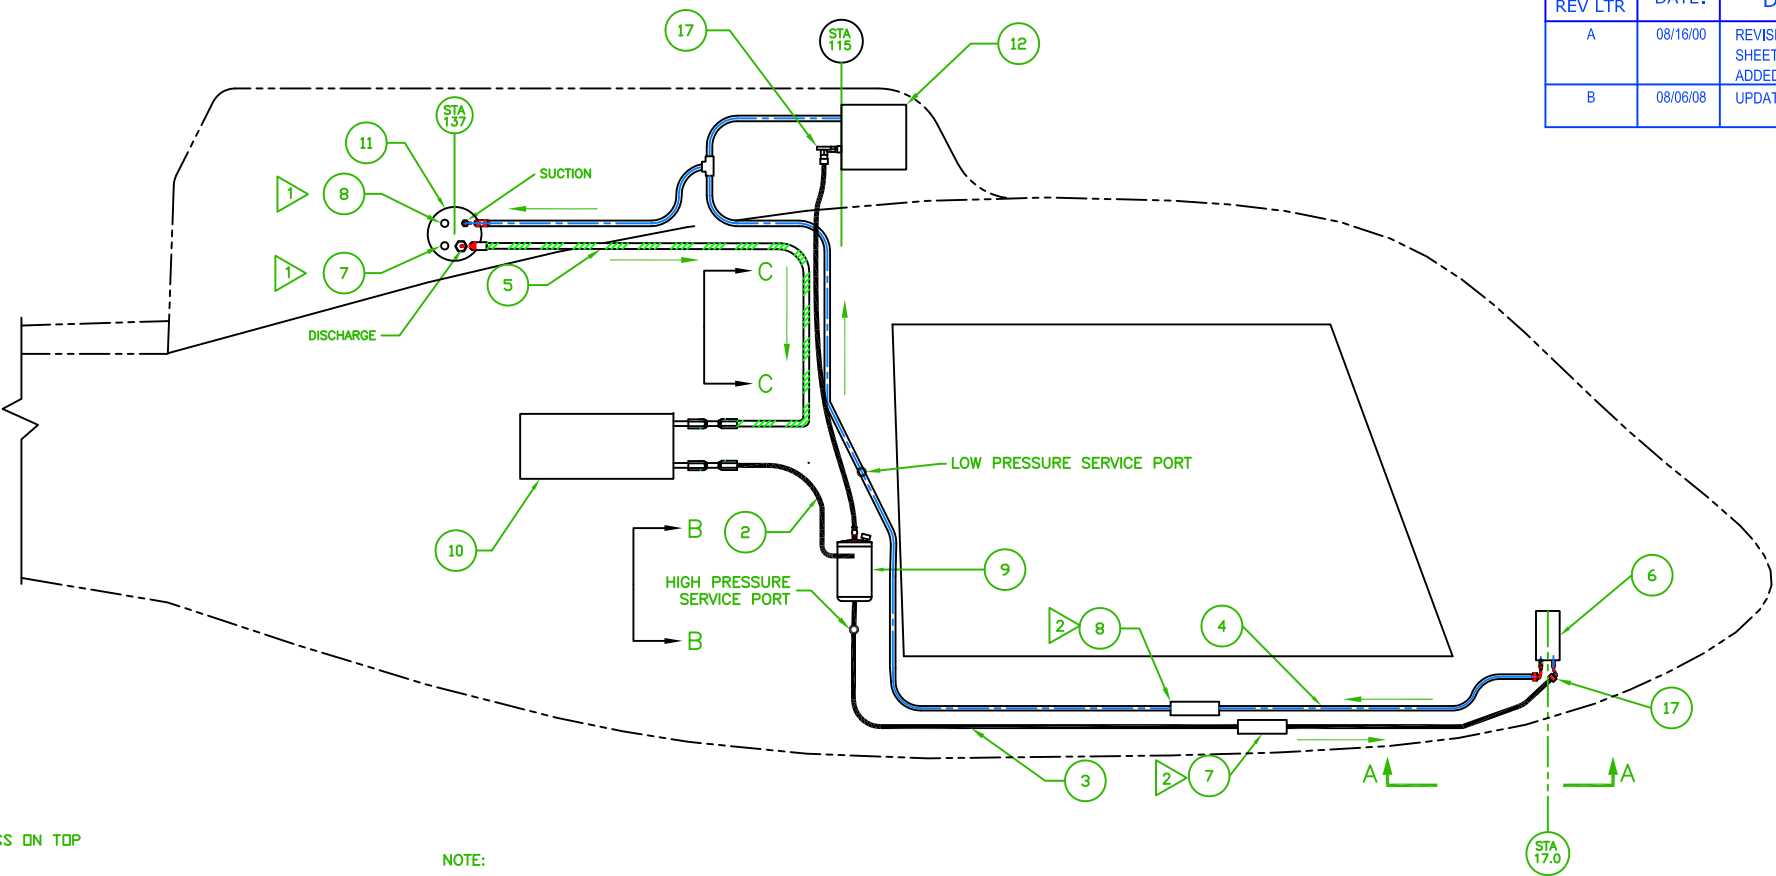 REV LTR
A
08/16/00
B
08/06/08
17
STA
115
12
STA
137
11
SUCTION
1
8
1
7
5
C
DISCHARGE
C
LOW PRESSURE SERVICE PORT
B
2
10
9
HIGH PRESSURE
SERVICE PORT
6
2
8
4
B
17
3
2
7
A
A
ON TOP
STA
17.0
NOTE: